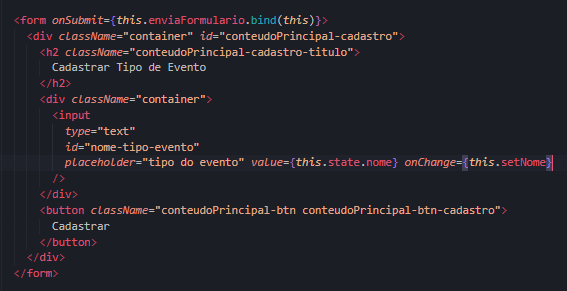 <form onSubmit={this.enviaFormulario.bind(this)}>
<div className="container" id="conteudoPrincipal-cadastro">
<h2 className="conteudoPrincipal-cadastro-titulo">
Cadastrar Tipo de Evento
</h2>
<div className="container">
<input
type="text"
id="nome-tipo-evento"
placeholder="tipo do evento" value={this.state.nome} onChange={this.setNome}
/>
</div>
<button className="conteudoPrincipal-btn conteudoPrincipal-btn-cadastro">
Cadastrar
</button>
</div>
</form>